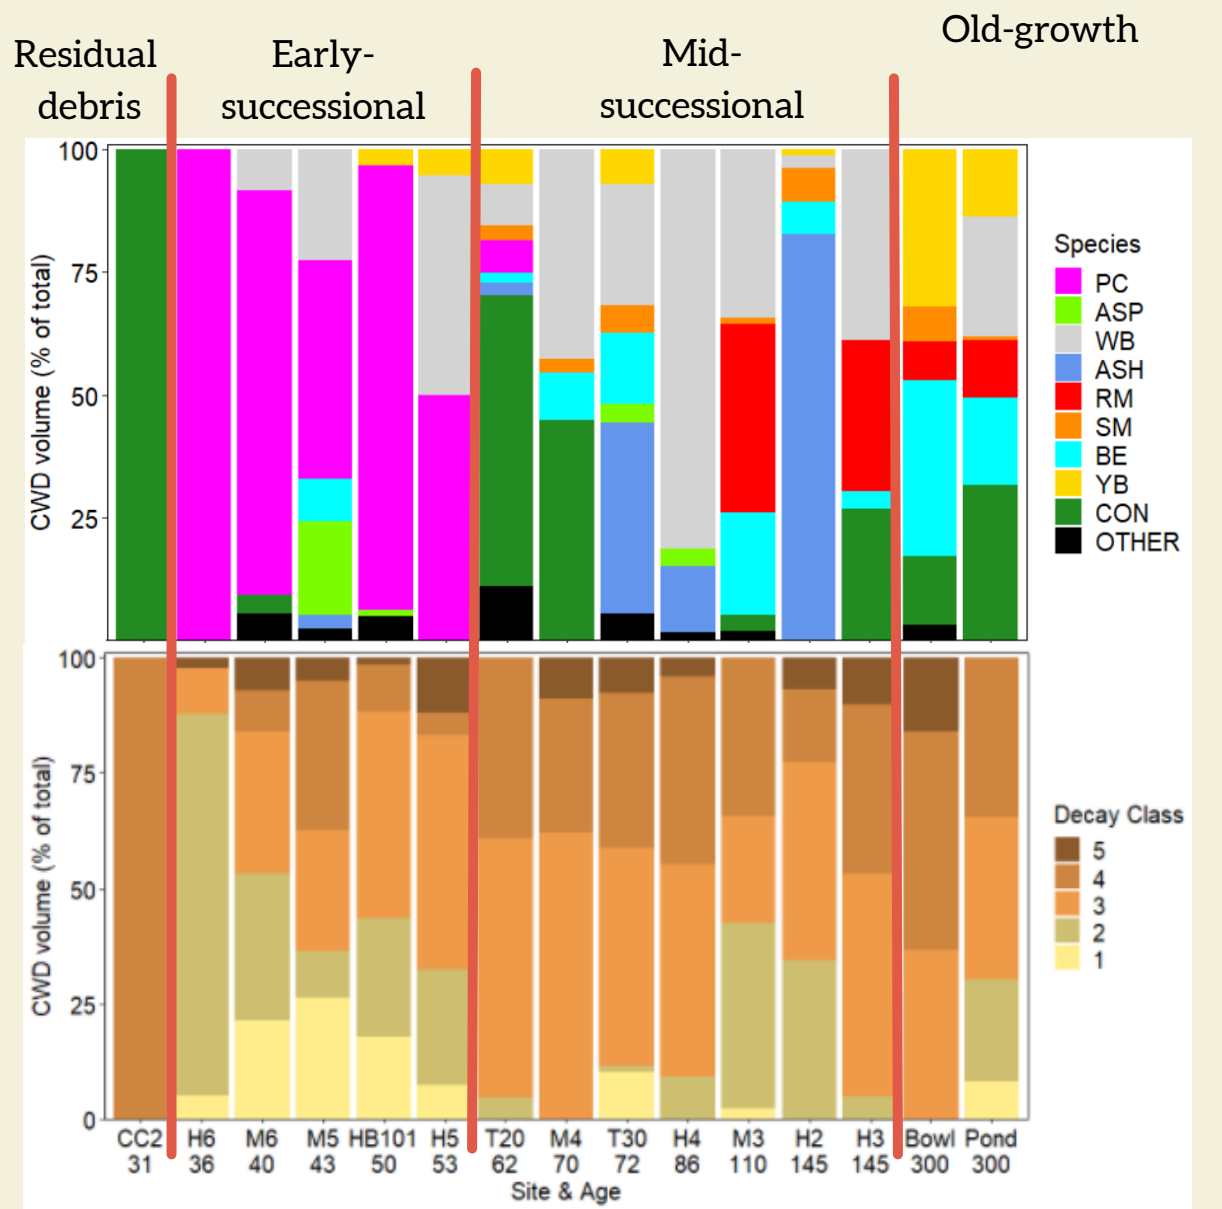 Residual
debris
Early-
successional
Mid-
successional
Old-growth
CWD volume (% of total)
100
75
50
25
Species
PC
ASP
WB
ASH
RM
SM
BE
YB
CON
OTHER
CWD volume (% of total)
100
75
50
25
0
Decay Class
5
4
3
2
1
CC2 H6 M6 M5 HB101 H5 T20 M4 T30 H4 M3 H2 H3 Bowl Pond
31 36 40 43 50 53 62 70 72 86 110 145 145 300 300
Site & Age